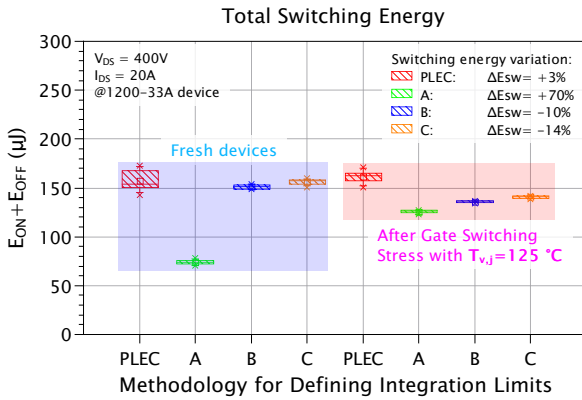 Total Switching Energy
E_ON+E_OFF (µJ)
300
250
200
150
100
50
0
V_DS = 400V
I_DS = 20A
@1200-33A device
Switching energy variation:
PLEC: ΔEsw= +3%
A: ΔEsw= +70%
B: ΔEsw= -10%
C: ΔEsw= -14%
Fresh devices
After Gate Switching
Stress with T_v,j=125 °C
PLEC A B C PLEC A B C
Methodology for Defining Integration Limits